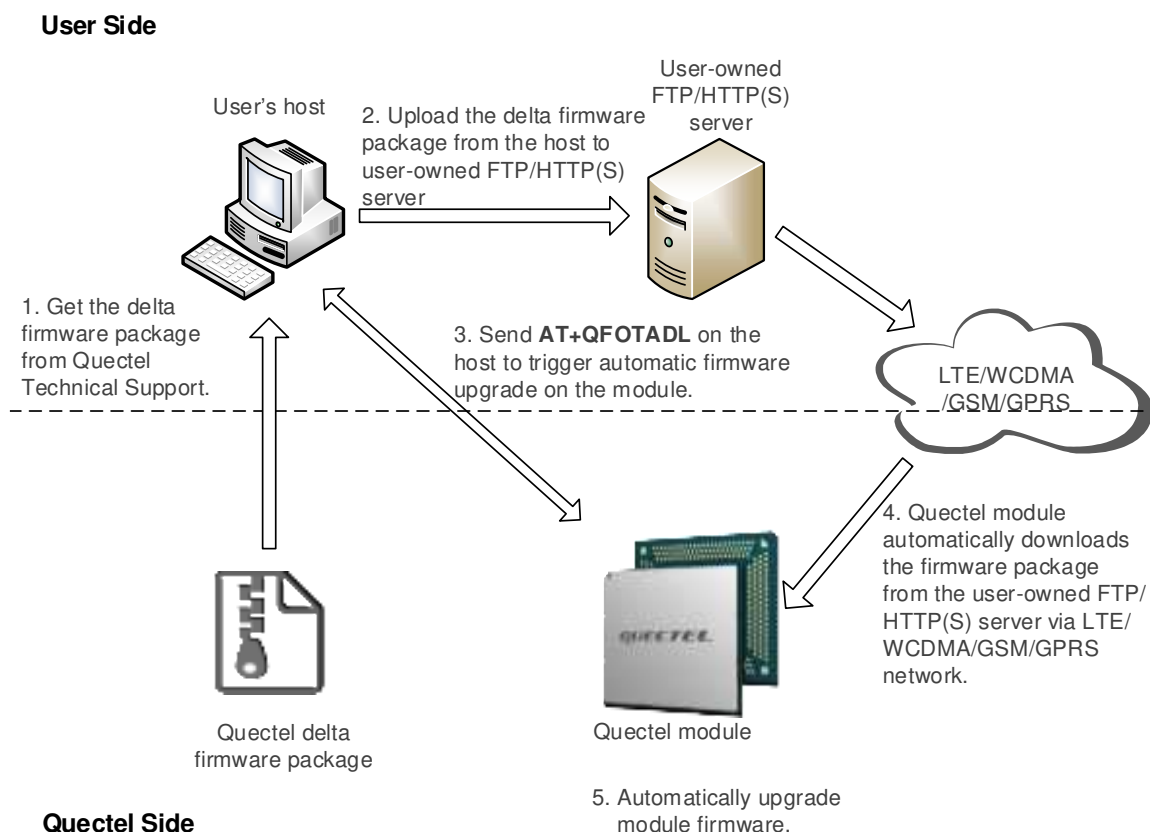 User Side
User-owned
FTP/HTTP(S)
server
User's host
2. Upload the delta firmware
package from the host to
user-owned FTP/HTTP(S)
server
1. Get the delta
firmware package
from Quectel
Technical Support.
3. Send AT+QFOTADL on the
host to trigger automatic firmware
upgrade on the module.
LTE/WCDMA
/GSM/GPRS
4. Quectel module
automatically downloads
the firmware package
from the user-owned FTP/
HTTP(S) server via LTE/
WCDMA/GSM/GPRS
network.
QUECTEL
Quectel delta
firmware package
Quectel module
5. Automatically upgrade
module firmware.
Quectel Side